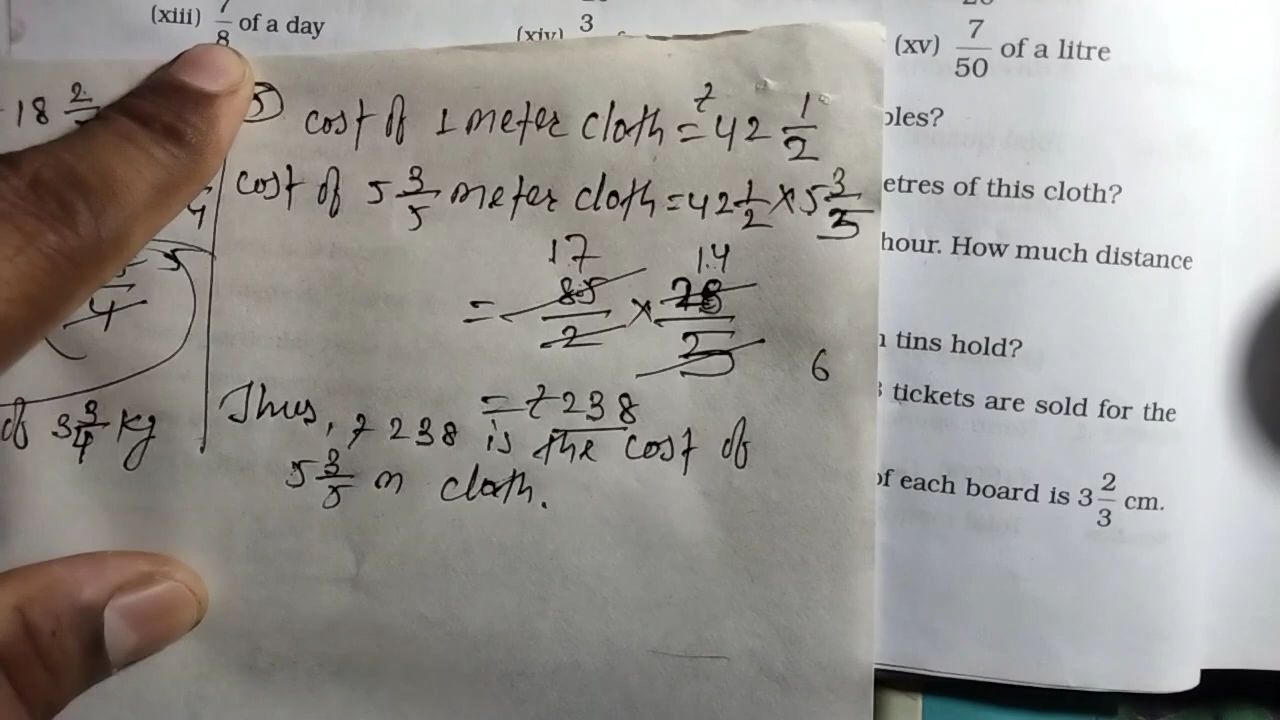 (xiii) 7/8 of a day
(xiv) 3
(xv) 7/50 of a litre
18 2/
5) cost of 1 meter cloth = ₹ 42 1/2
cost of 5 3/5 meter cloth = 42 1/2 × 5 3/5
17 14
= 85/2 × 28/5
= ₹ 238
6
Thus, ₹ 238 is the cost of
5 3/5 m cloth.
4
5
4
of 3 3/4 kg
ples?
etres of this cloth?
hour. How much distance
tins hold?
tickets are sold for the
of each board is 3 2/3 cm.